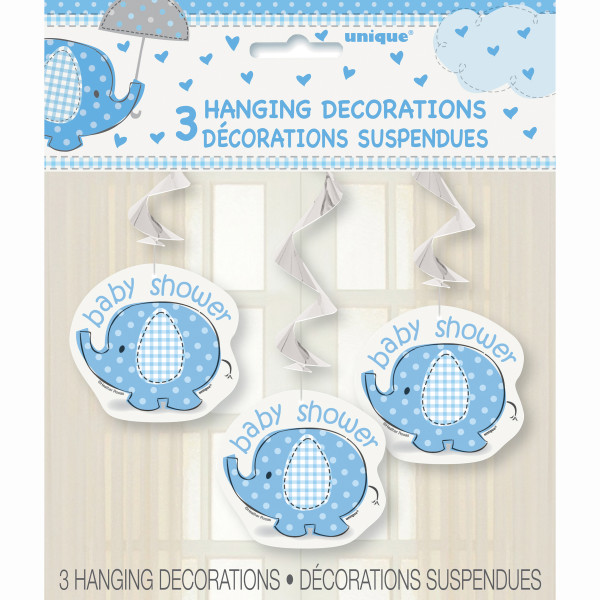 unique®
3 HANGING DECORATIONS
DÉCORATIONS SUSPENDUES
baby shower
baby shower
baby shower
3 HANGING DECORATIONS • DÉCORATIONS SUSPENDUES